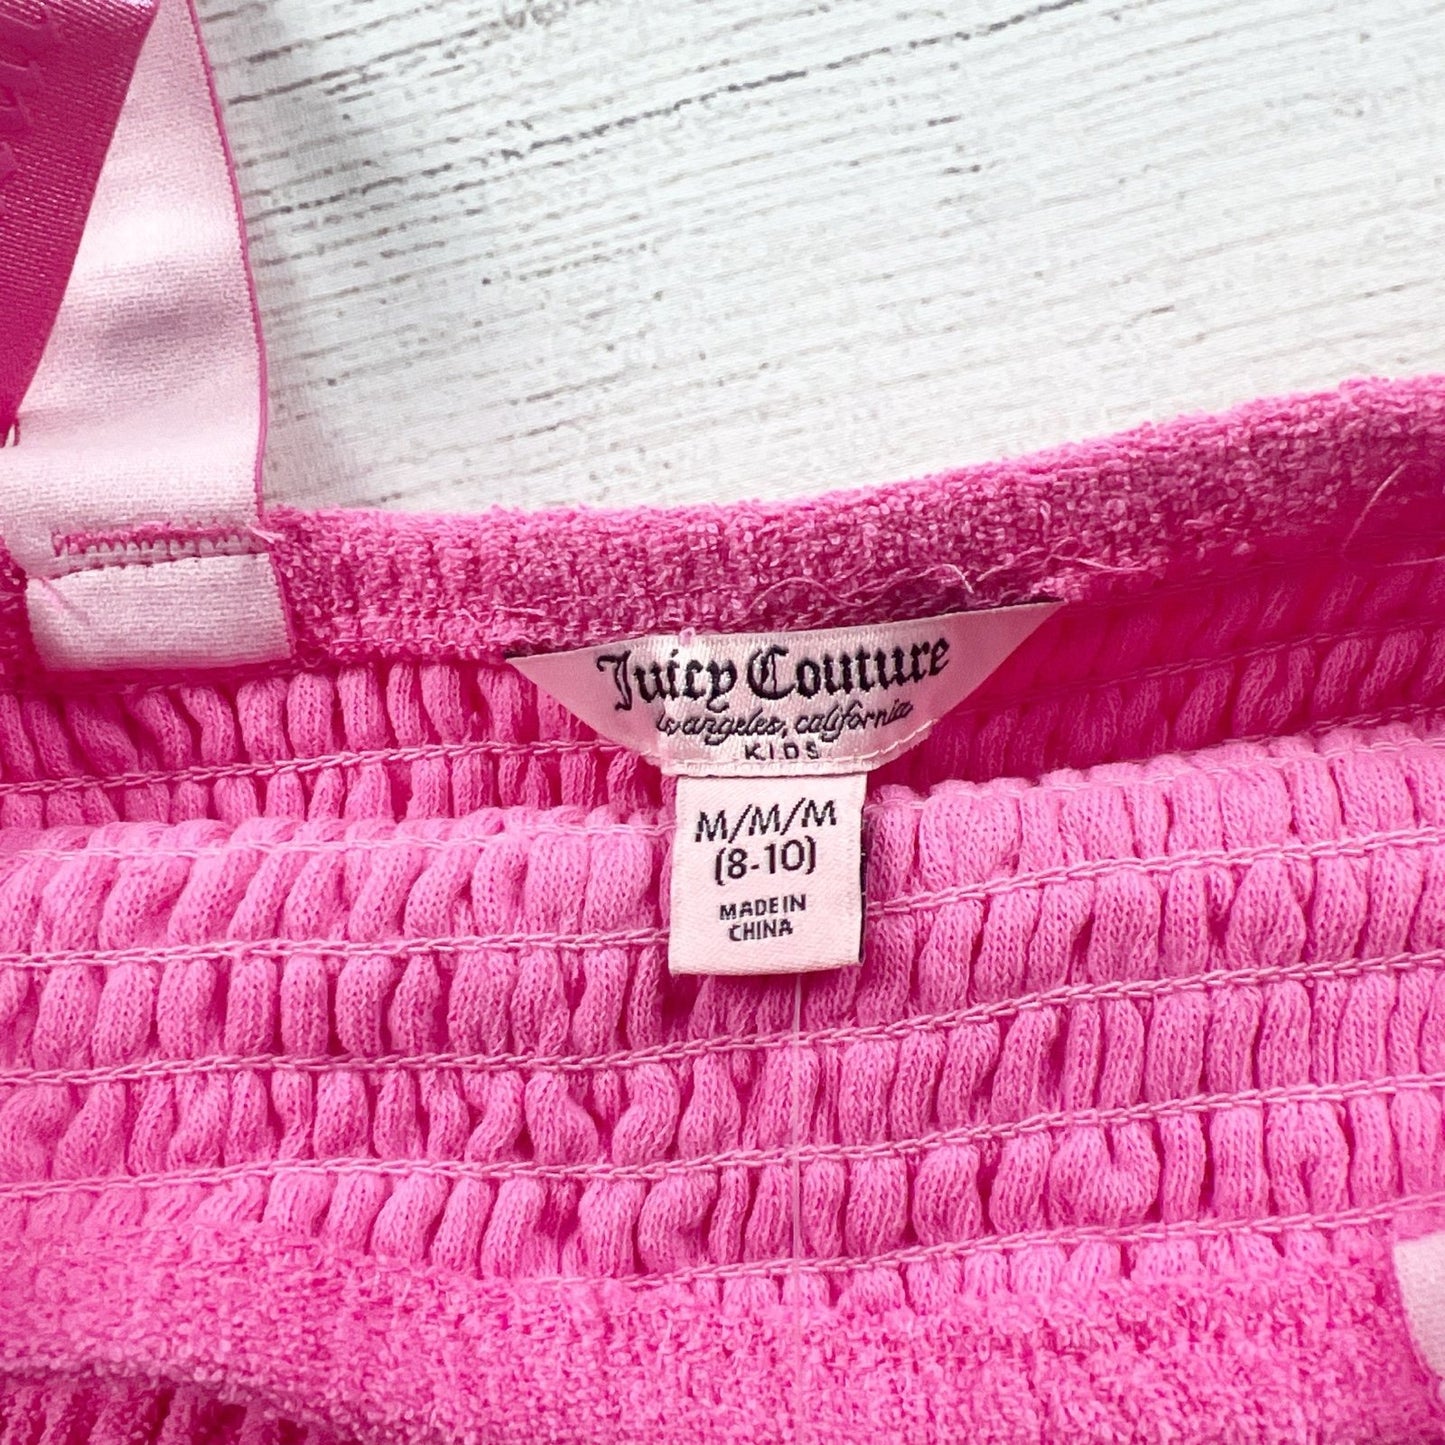 Juicy Couture
Los angeles, california
KIDS
M/M/M
(8-10)
MADE IN
CHINA